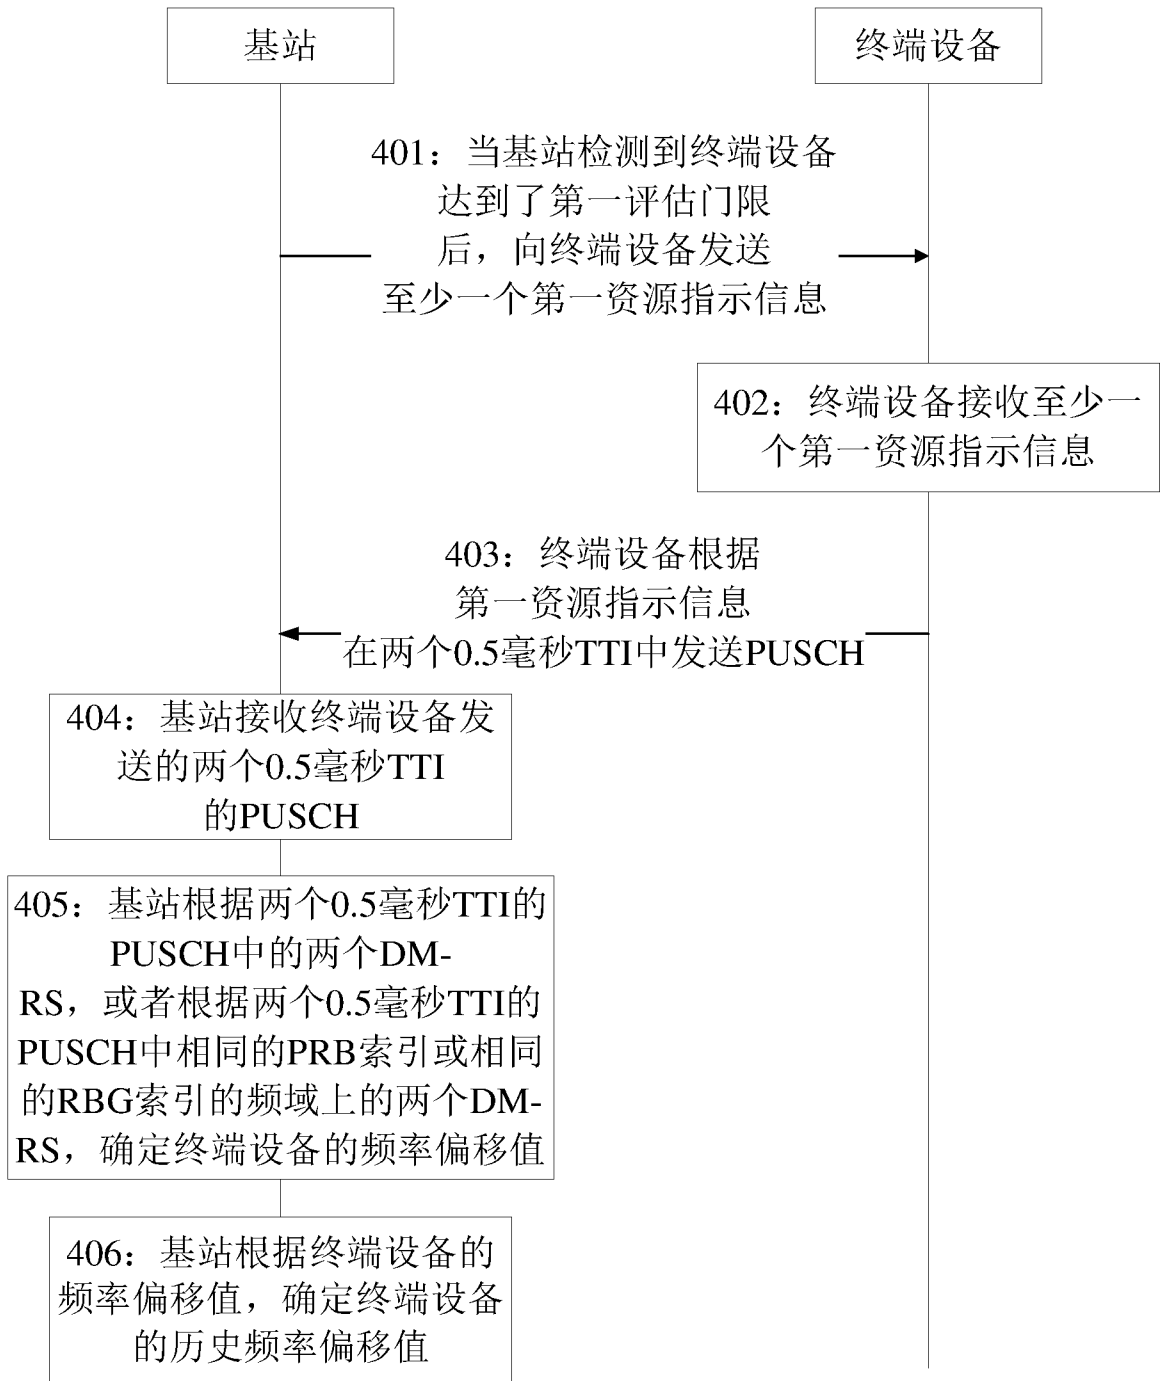 基站
终端设备
401：当基站检测到终端设备
达到了第一评估门限
后，向终端设备发送
至少一个第一资源指示信息
402：终端设备接收至少一
个第一资源指示信息
403：终端设备根据
第一资源指示信息
在两个0.5毫秒TTI中发送PUSCH
404：基站接收终端设备发
送的两个0.5毫秒TTI
的PUSCH
405：基站根据两个0.5毫秒TTI的
PUSCH中的两个DM-
RS，或者根据两个0.5毫秒TTI的
PUSCH中相同的PRB索引或相同
的RBG索引的频域上的两个DM-
RS，确定终端设备的频率偏移值
406：基站根据终端设备的
频率偏移值，确定终端设备
的历史频率偏移值